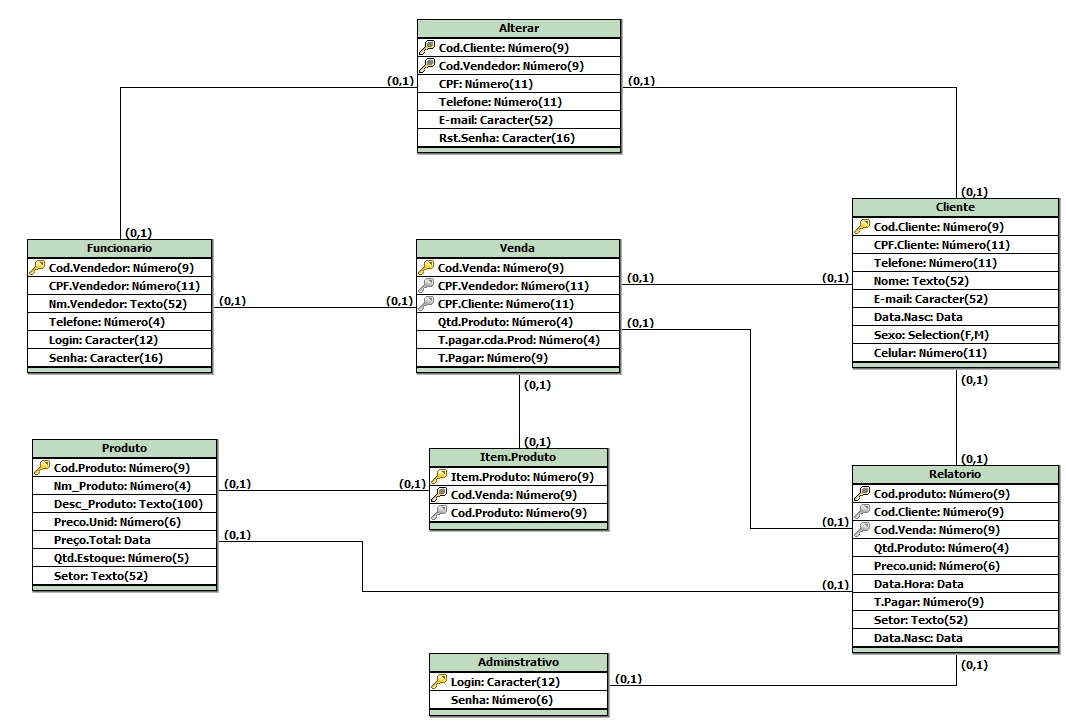 Alterar
Cod.Cliente: Número(9)
Cod.Vendedor: Número(9)
CPF: Número(11)
Telefone: Número(11)
E-mail: Caracter(52)
Rst.Senha: Caracter(16)
(0,1)
(0,1)
(0,1)
(0,1)
Funcionario
Cod.Vendedor: Número(9)
CPF.Vendedor: Número(11)
Nm.Vendedor: Texto(52)
Telefone: Número(4)
Login: Caracter(12)
Senha: Caracter(16)
(0,1)
(0,1)
Venda
Cod.Venda: Número(9)
CPF.Vendedor: Número(11)
CPF.Cliente: Número(11)
Qtd.Produto: Número(4)
T.pagar.cda.Prod: Número(4)
T.Pagar: Número(9)
(0,1)
(0,1)
(0,1)
(0,1)
Cliente
Cod.Cliente: Número(9)
CPF.Cliente: Número(11)
Telefone: Número(11)
Nome: Texto(52)
E-mail: Caracter(52)
Data.Nasc: Data
Sexo: Selection(F,M)
Celular: Número(11)
(0,1)
(0,1)
Produto
Cod.Produto: Número(9)
Nm_Produto: Número(4)
Desc_Produto: Texto(100)
Preco.Unid: Número(6)
Preço.Total: Data
Qtd.Estoque: Número(5)
Setor: Texto(52)
(0,1)
(0,1)
(0,1)
(0,1)
Item.Produto
Item.Produto: Número(9)
Cod.Venda: Número(9)
Cod.Produto: Número(9)
(0,1)
(0,1)
Relatorio
Cod.produto: Número(9)
Cod.Cliente: Número(9)
Cod.Venda: Número(9)
Qtd.Produto: Número(4)
Preco.unid: Número(6)
Data.Hora: Data
T.Pagar: Número(9)
Setor: Texto(52)
Data.Nasc: Data
(0,1)
Adminstrativo
Login: Caracter(12)
Senha: Número(6)
(0,1)